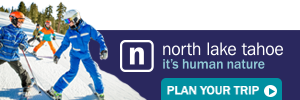 n
north lake tahoe
it's human nature
PLAN YOUR TRIP >